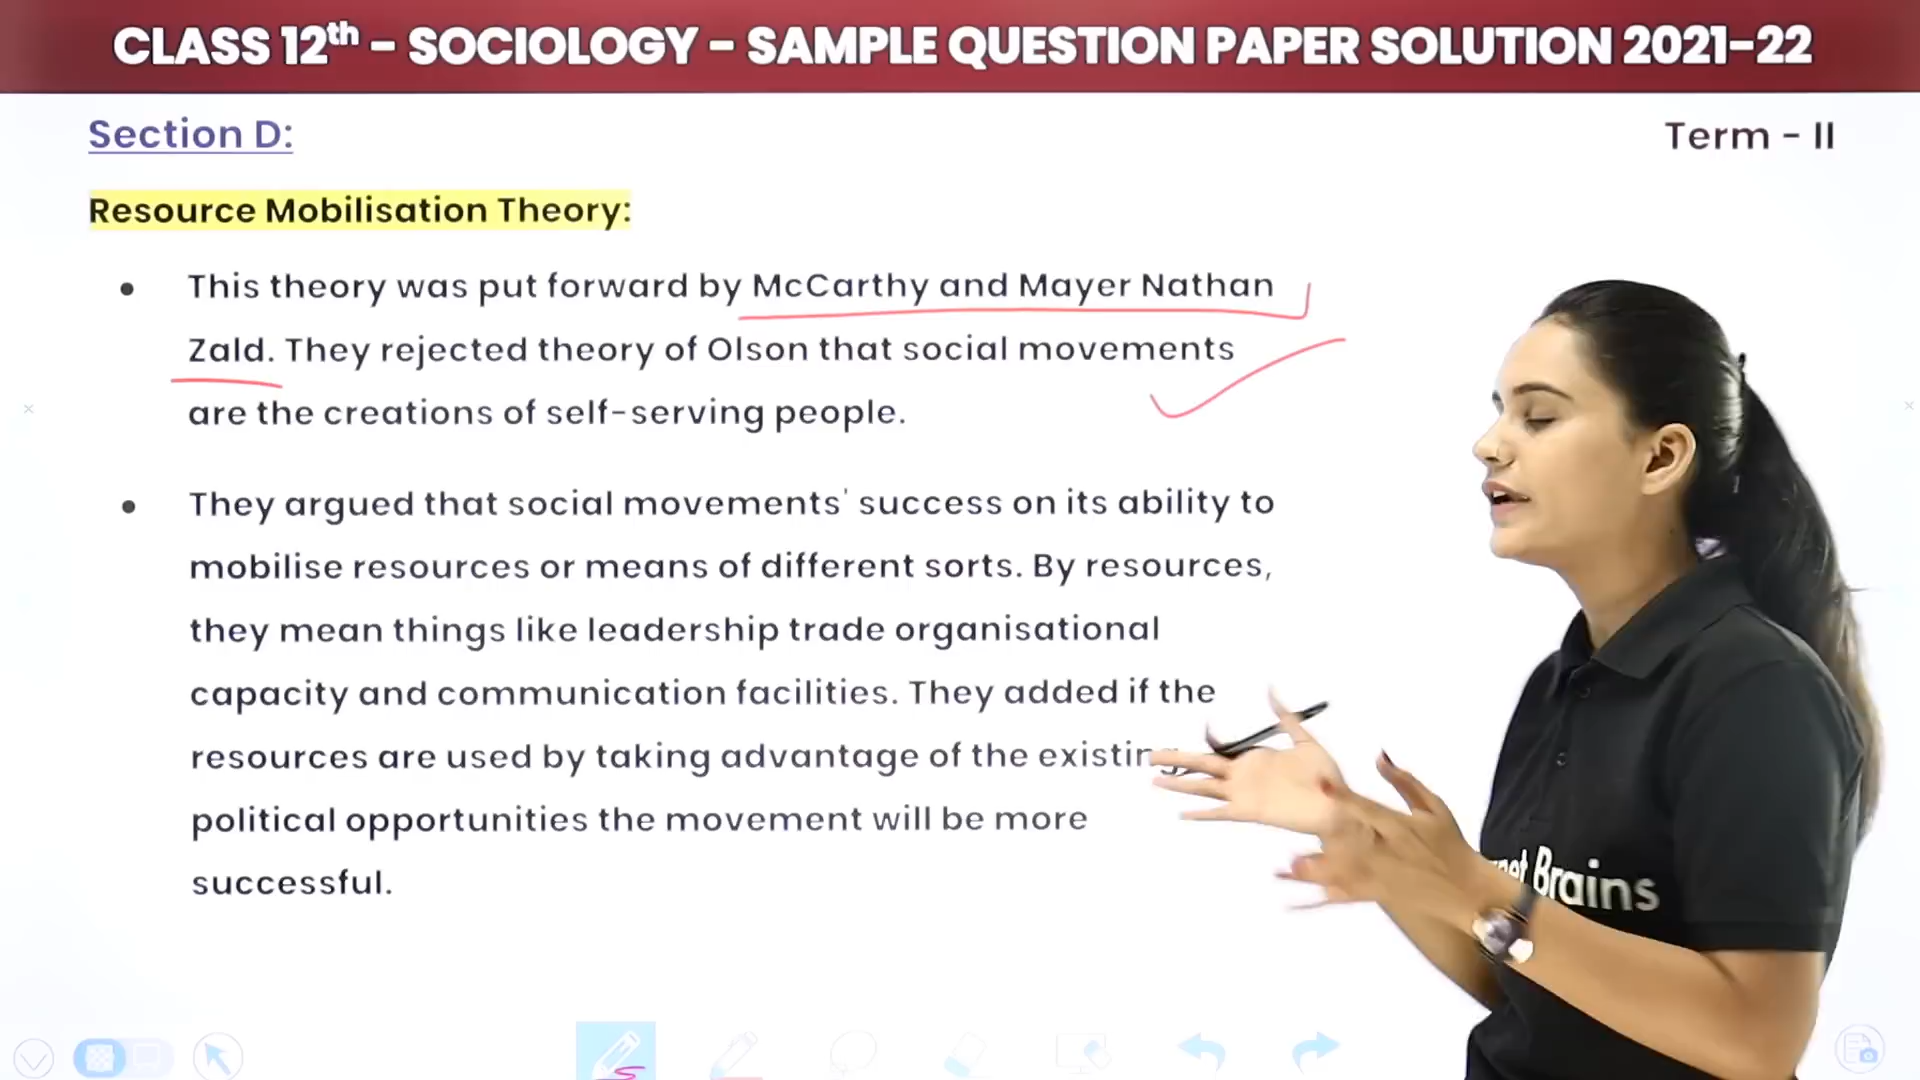 CLASS 12th – SOCIOLOGY – SAMPLE QUESTION PAPER SOLUTION 2021–22
Section D:
Term - II
Resource Mobilisation Theory:
• This theory was put forward by McCarthy and Mayer Nathan
Zald. They rejected theory of Olson that social movements
are the creations of self-serving people.
• They argued that social movements' success on its ability to
mobilise resources or means of different sorts. By resources,
they mean things like leadership trade organisational
capacity and communication facilities. They added if the
resources are used by taking advantage of the existing
political opportunities the movement will be more
successful.
Brains